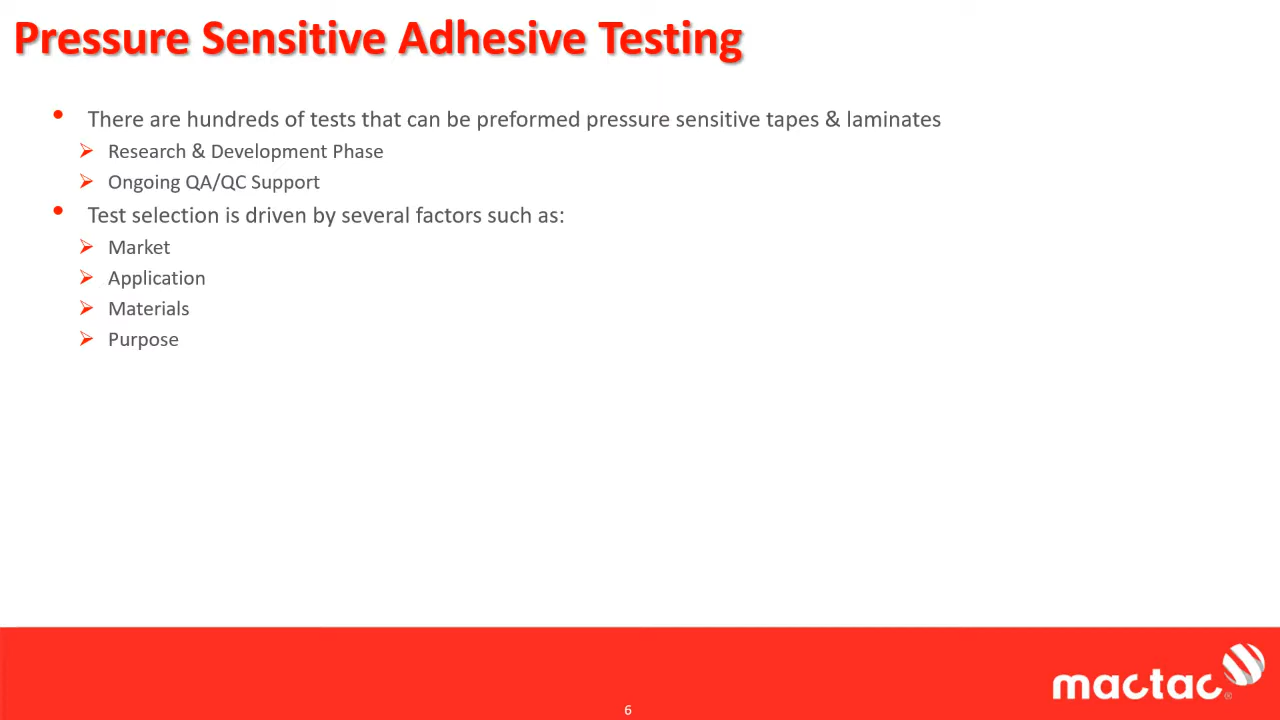 Pressure Sensitive Adhesive Testing
• There are hundreds of tests that can be preformed pressure sensitive tapes & laminates
➢ Research & Development Phase
➢ Ongoing QA/QC Support
• Test selection is driven by several factors such as:
➢ Market
➢ Application
➢ Materials
➢ Purpose
mactac®
6